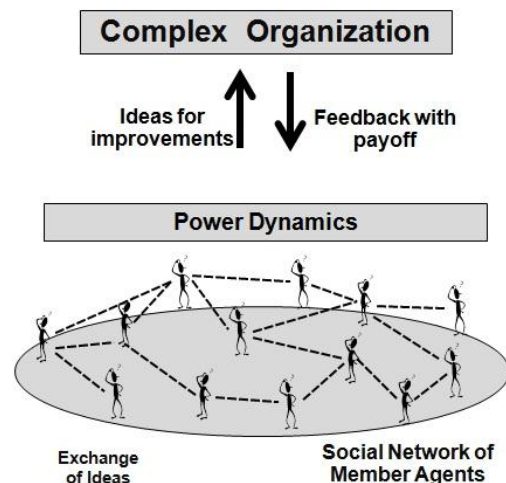 Complex Organization
Ideas for
improvements
Feedback with
payoff
Power Dynamics
?
?
?
?
?
?
?
?
?
?
?
?
?
Exchange
of Ideas
Social Network of
Member Agents